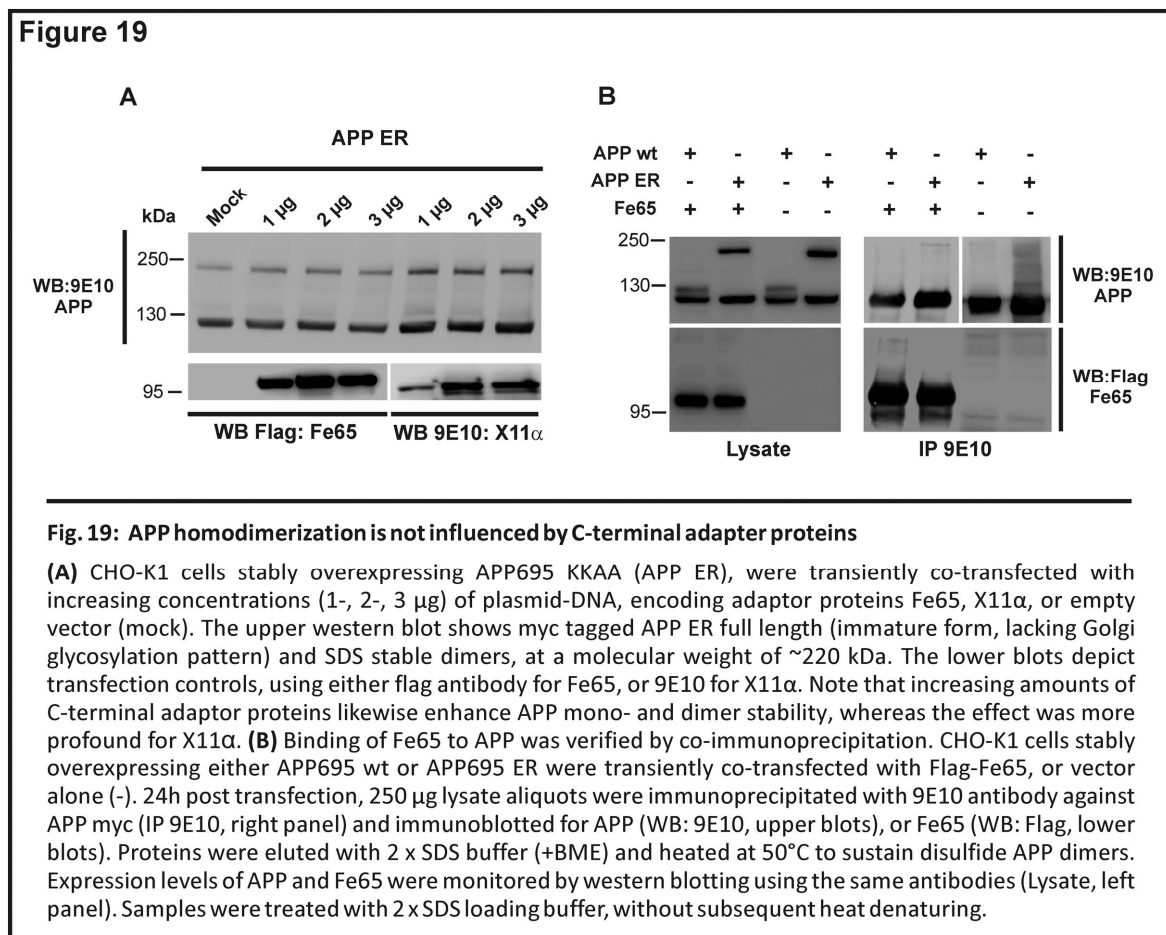 Figure 19
A
APP ER
kDa
Mock 1 µg 2 µg 3 µg 1 µg 2 µg 3 µg
250
130
95
WB:9E10
APP
WB Flag: Fe65 WB 9E10: X11α
B
APP wt + - + - + - + -
APP ER - + - + - + - +
Fe65 + + - - + + - -
250
130
95
WB:9E10
APP
WB:Flag
Fe65
Lysate IP 9E10
Fig. 19: APP homodimerization is not influenced by C-terminal adapter proteins
(A) CHO-K1 cells stably overexpressing APP695 KKAA (APP ER), were transiently co-transfected with
increasing concentrations (1-, 2-, 3 µg) of plasmid-DNA, encoding adaptor proteins Fe65, X11α, or empty
vector (mock). The upper western blot shows myc tagged APP ER full length (immature form, lacking Golgi
glycosylation pattern) and SDS stable dimers, at a molecular weight of ~220 kDa. The lower blots depict
transfection controls, using either flag antibody for Fe65, or 9E10 for X11α. Note that increasing amounts of
C-terminal adaptor proteins likewise enhance APP mono- and dimer stability, whereas the effect was more
profound for X11α. (B) Binding of Fe65 to APP was verified by co-immunoprecipitation. CHO-K1 cells stably
overexpressing either APP695 wt or APP695 ER were transiently co-transfected with Flag-Fe65, or vector
alone (-). 24h post transfection, 250 µg lysate aliquots were immunoprecipitated with 9E10 antibody against
APP myc (IP 9E10, right panel) and immunoblotted for APP (WB: 9E10, upper blots), or Fe65 (WB: Flag, lower
blots). Proteins were eluted with 2 x SDS buffer (+BME) and heated at 50°C to sustain disulfide APP dimers.
Expression levels of APP and Fe65 were monitored by western blotting using the same antibodies (Lysate, left
panel). Samples were treated with 2 x SDS loading buffer, without subsequent heat denaturing.